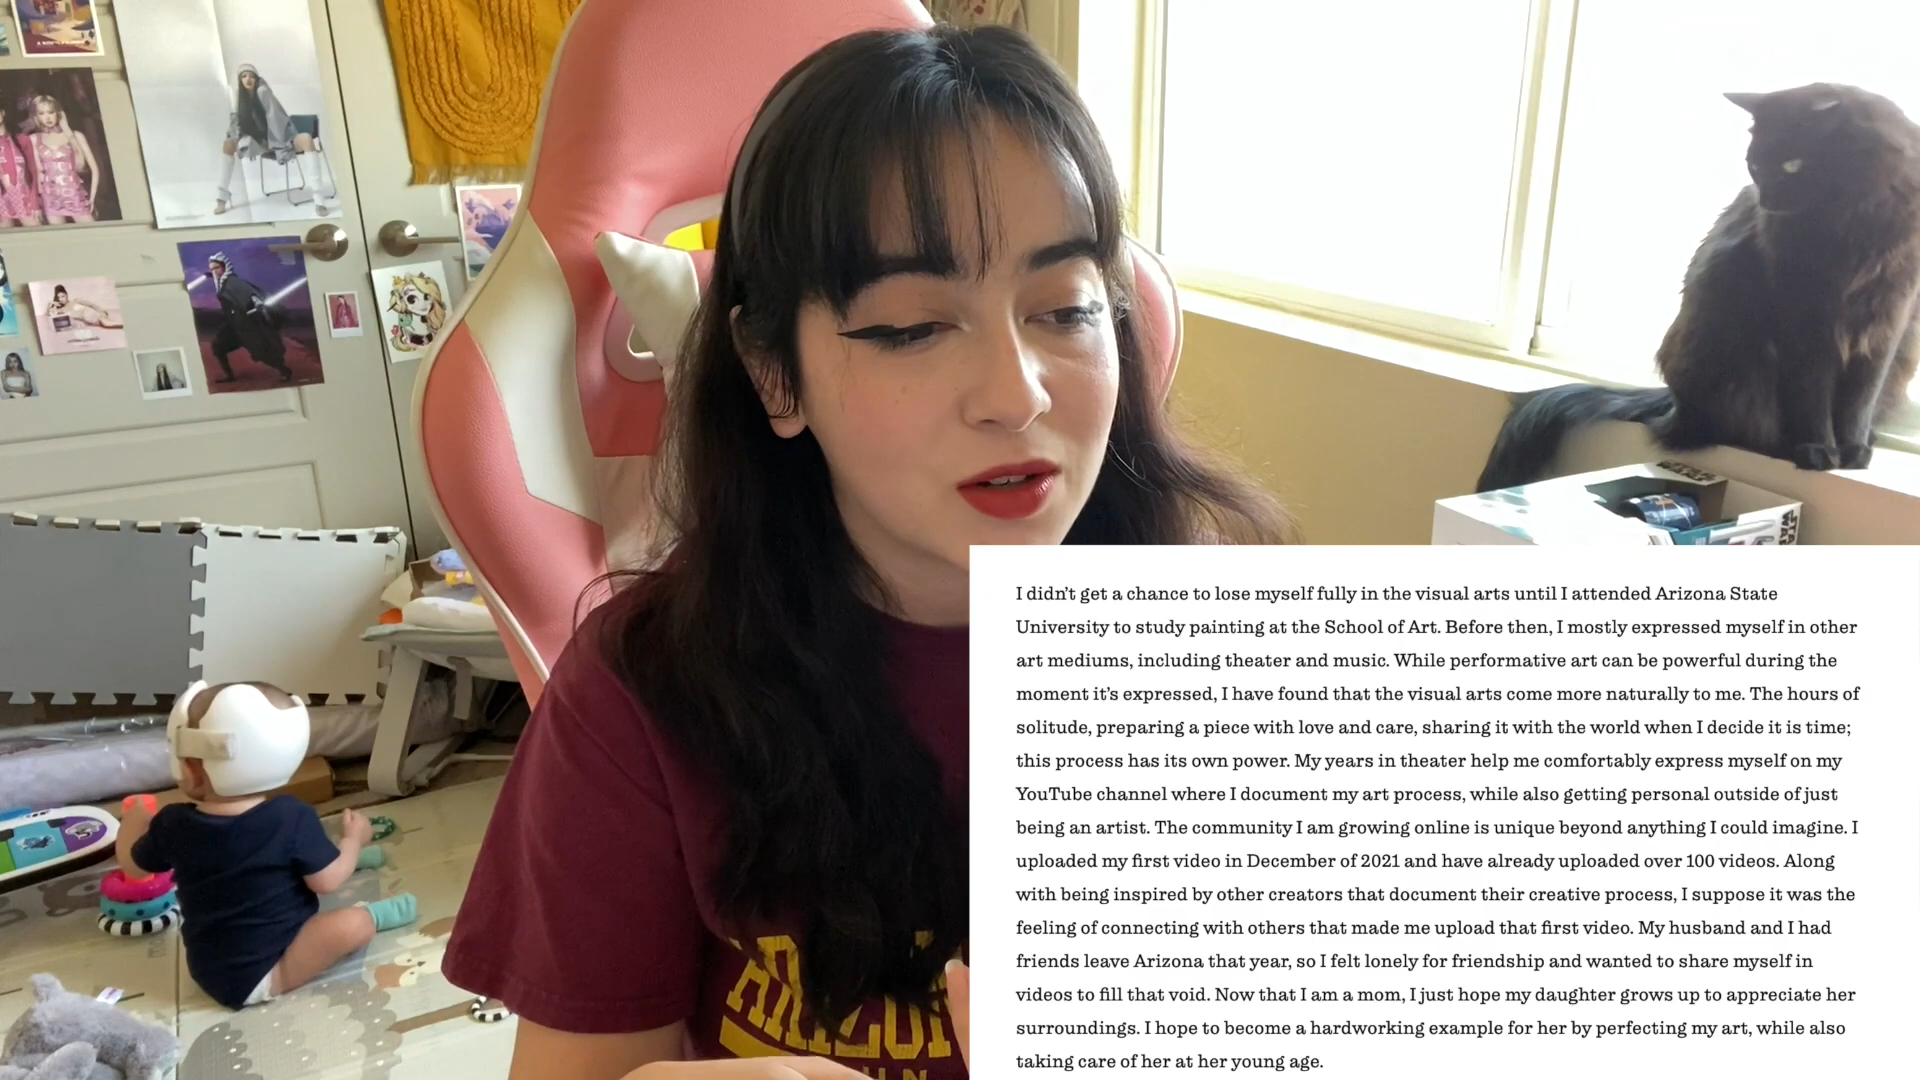 I didn't get a chance to lose myself fully in the visual arts until I attended Arizona State
University to study painting at the School of Art. Before then, I mostly expressed myself in other
art mediums, including theater and music. While performative art can be powerful during the
moment it's expressed, I have found that the visual arts come more naturally to me. The hours of
solitude, preparing a piece with love and care, sharing it with the world when I decide it is time;
this process has its own power. My years in theater help me comfortably express myself on my
YouTube channel where I document my art process, while also getting personal outside of just
being an artist. The community I am growing online is unique beyond anything I could imagine. I
uploaded my first video in December of 2021 and have already uploaded over 100 videos. Along
with being inspired by other creators that document their creative process, I suppose it was the
feeling of connecting with others that made me upload that first video. My husband and I had
friends leave Arizona that year, so I felt lonely for friendship and wanted to share myself in
videos to fill that void. Now that I am a mom, I just hope my daughter grows up to appreciate her
surroundings. I hope to become a hardworking example for her by perfecting my art, while also
taking care of her at her young age.